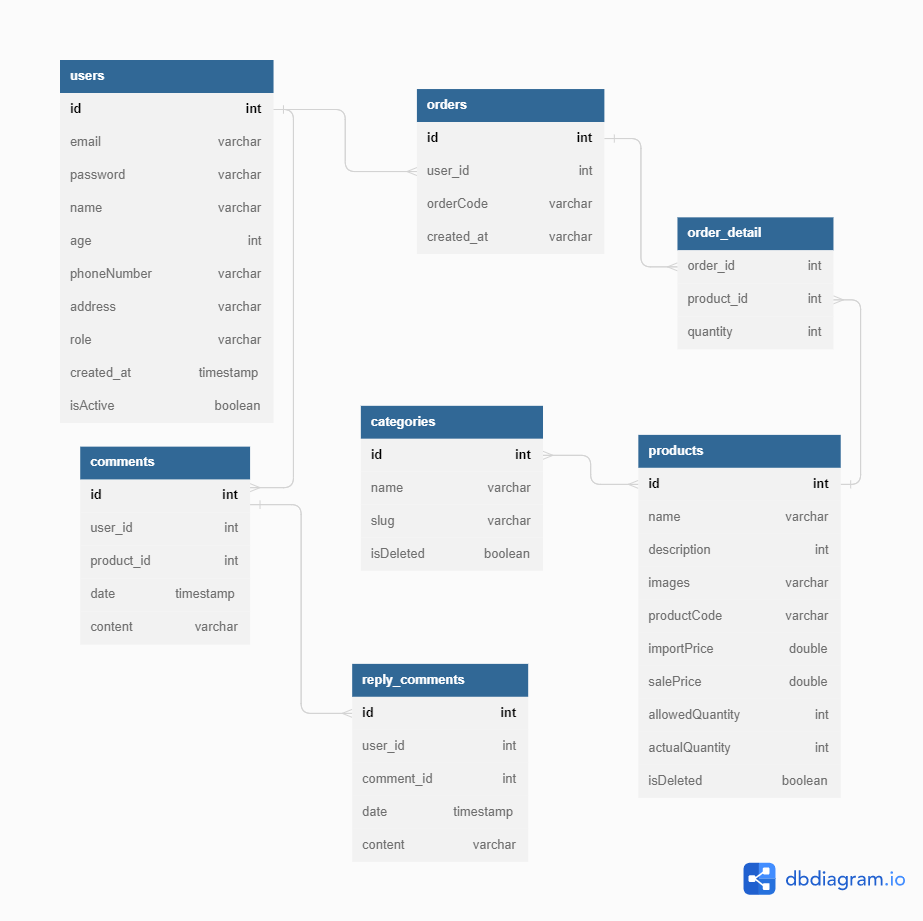 users
id int
email varchar
password varchar
name varchar
age int
phoneNumber varchar
address varchar
role varchar
created_at timestamp
isActive boolean
orders
id int
user_id int
orderCode varchar
created_at varchar
order_detail
order_id int
product_id int
quantity int
categories
id int
name varchar
slug varchar
isDeleted boolean
products
id int
name varchar
description int
images varchar
productCode varchar
importPrice double
salePrice double
allowedQuantity int
actualQuantity int
isDeleted boolean
comments
id int
user_id int
product_id int
date timestamp
content varchar
reply_comments
id int
user_id int
comment_id int
date timestamp
content varchar
dbdiagram.io